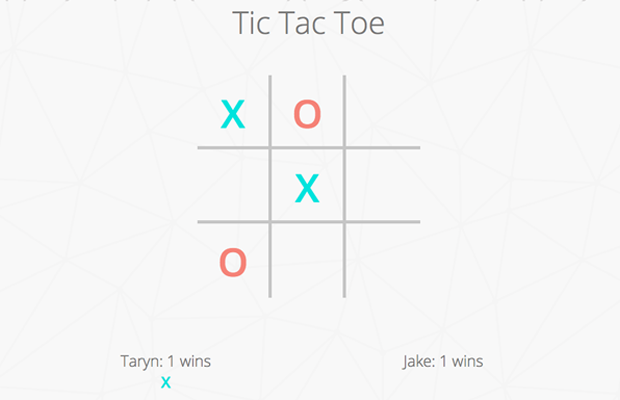 Tic Tac Toe
X O
X
O
Taryn: 1 wins
Jake: 1 wins
X